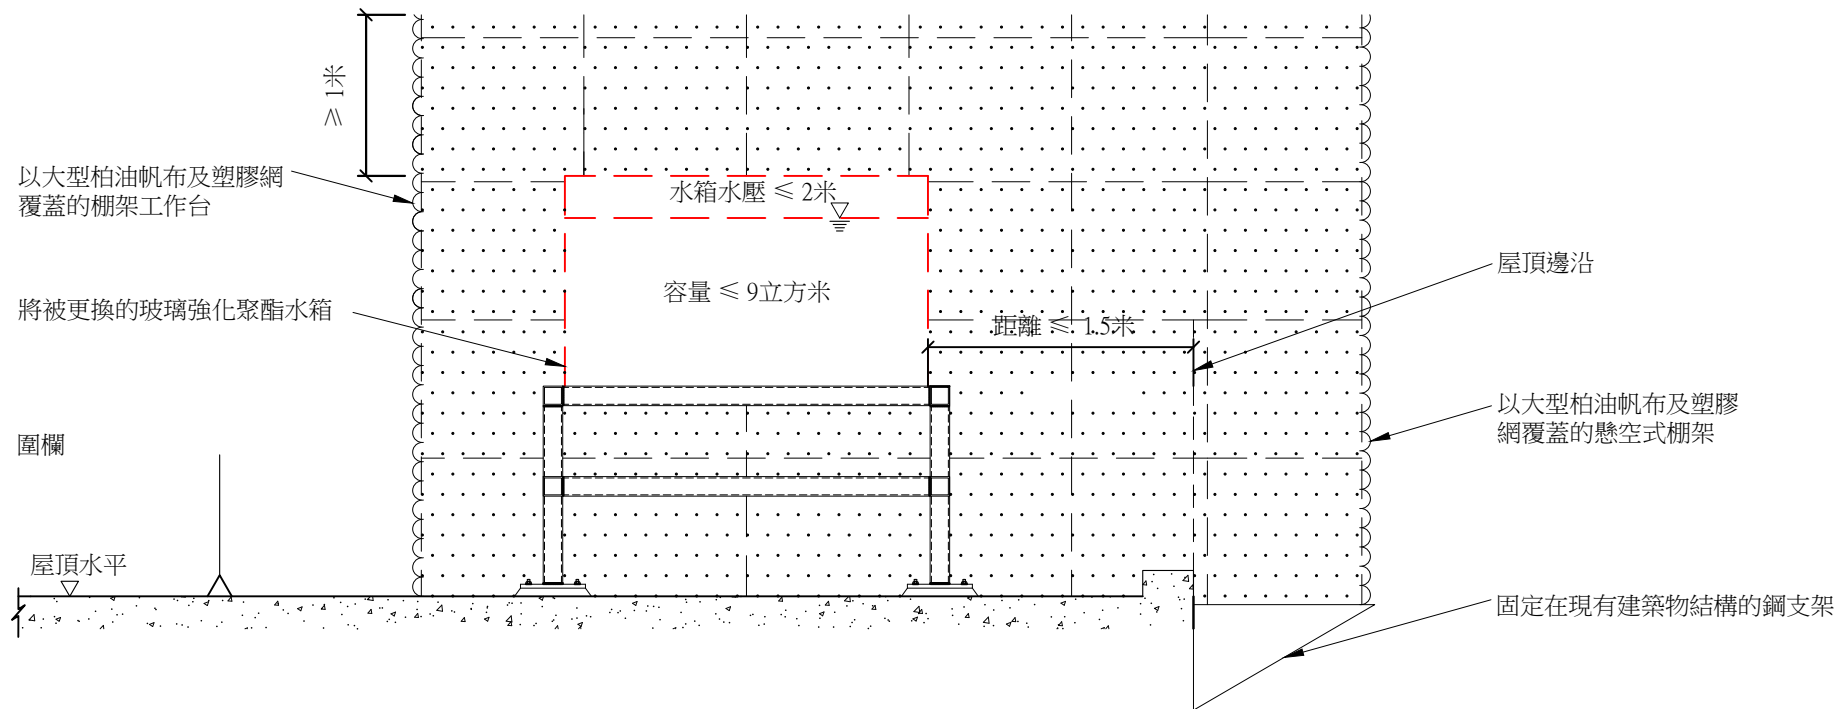 ≥ 1米
以大型柏油帆布及塑膠網
覆蓋的棚架工作台
水箱水壓 ≤ 2米
屋頂邊沿
容量 ≤ 9立方米
將被更換的玻璃強化聚酯水箱
距離 ≤ 1.5米
以大型柏油帆布及塑膠
網覆蓋的懸空式棚架
圍欄
屋頂水平
固定在現有建築物結構的鋼支架